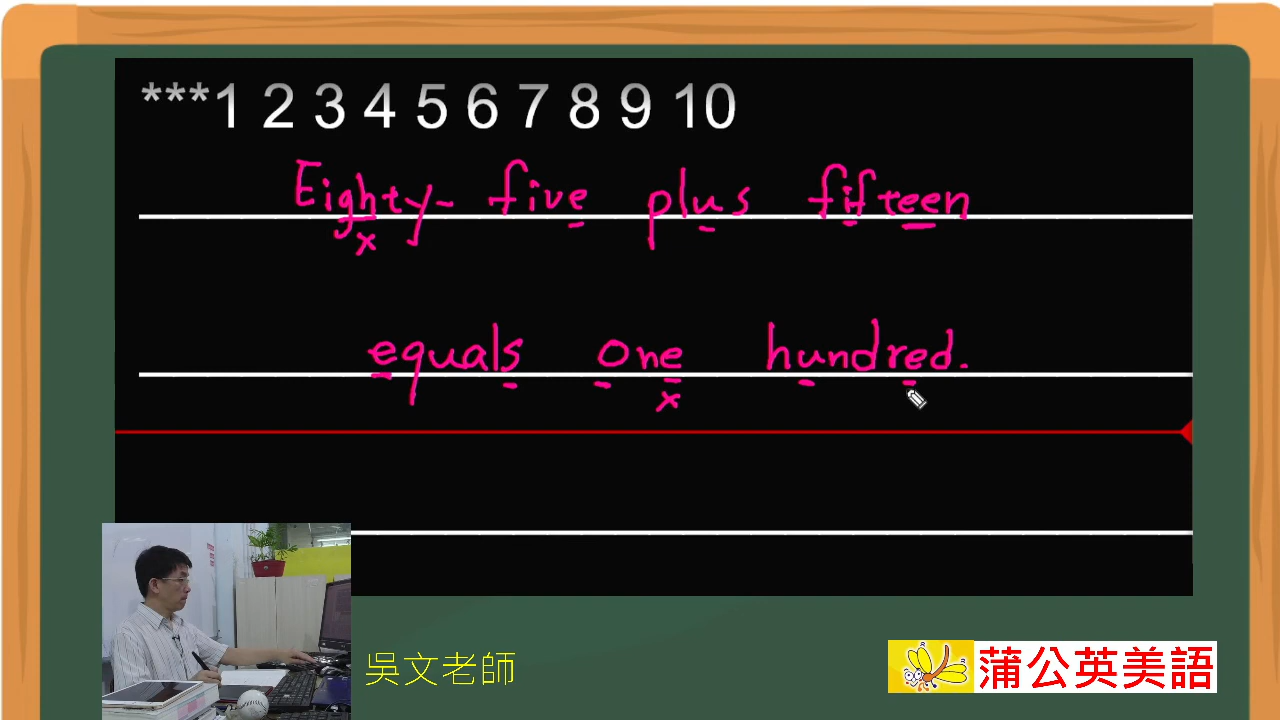 ***1 2 3 4 5 6 7 8 9 10
Eighty-five plus fifteen
x
equals one hundred.
x
吳文老師
蒲公英美語